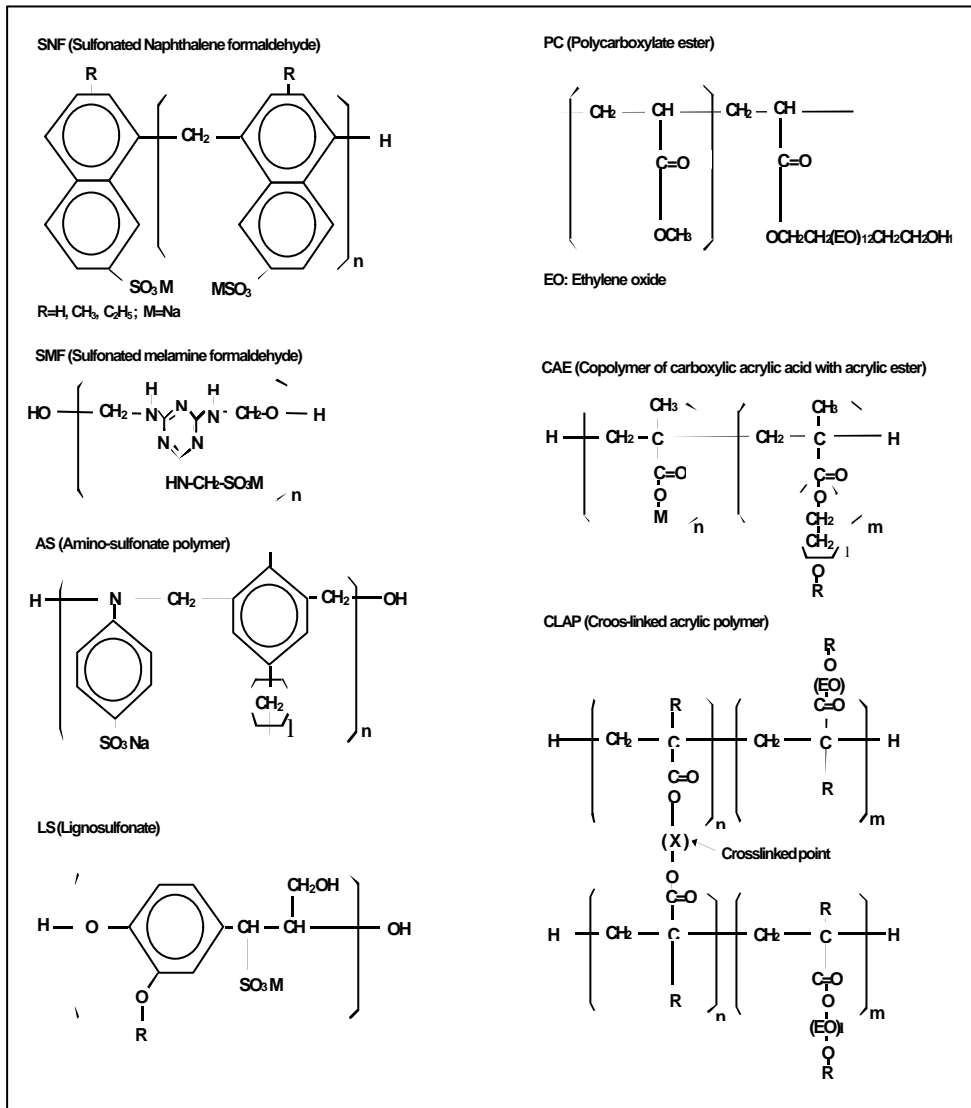 SNF (Sulfonated Naphthalene formaldehyde)
R
R
CH2
H
n
SO3M
MSO3
R=H, CH3, C2H5; M=Na
SMF (Sulfonated melamine formaldehyde)
H
H
HO
CH2
N
N
N
CH2-O
H
N
N
HN-CH2-SO3M
n
AS (Amino-sulfonate polymer)
H
N
CH2
CH2
OH
CH2
l
n
SO3Na
LS(Lignosulfonate)
CH2OH
H
O
CH
CH
OH
SO3M
O
R
PC (Polycarboxylate ester)
CH2
CH
CH2
CH
C=O
C=O
OCH3
OCH2CH2(EO)12CH2CH2OH1
n
EO: Ethylene oxide
CAE (Copolymer of carboxylic acrylic acid with acrylic ester)
CH3
CH3
H
CH2
C
CH2
C
H
C=O
C=O
O
O
M
n
CH2
m
CH2
l
O
R
CLAP (Croos-linked acrylic polymer)
R
O
(EO)
R
C=O
H
CH2
C
CH2
C
H
C=O
R
O
n
m
(X)
Crosslinked point
O
C=O
R
H
CH2
C
CH2
C
H
R
C=O
n
O
m
(EO)l
O
R